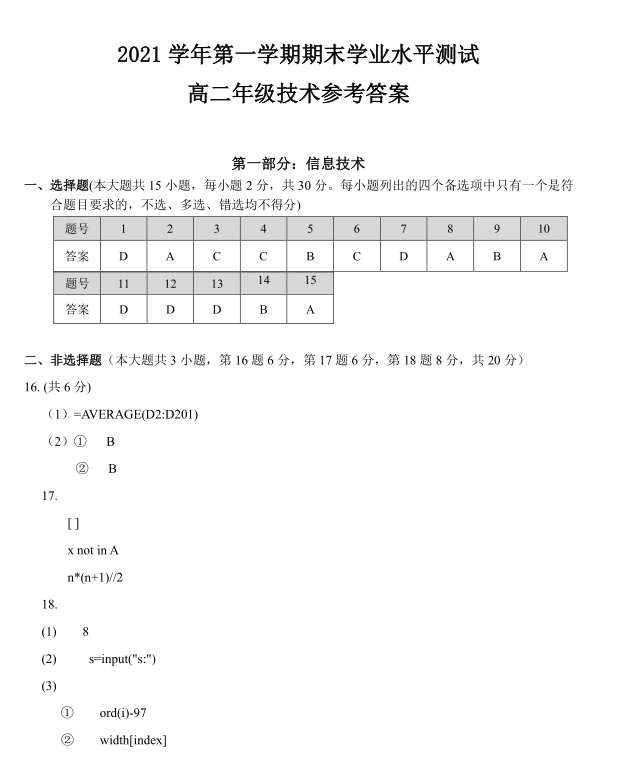 2021 学年第一学期期末学业水平测试
高二年级技术参考答案
第一部分：信息技术
一、选择题(本大题共 15 小题，每小题 2 分，共 30 分。每小题列出的四个备选项中只有一个是符
合题目要求的，不选、多选、错选均不得分)
题号 1 2 3 4 5 6 7 8 9 10
答案 D A C C B C D A B A
题号 11 12 13 14 15
答案 D D D B A
二、非选择题（本大题共 3 小题，第 16 题 6 分，第 17 题 6 分，第 18 题 8 分，共 20 分）
16. (共 6 分)
（1）=AVERAGE(D2:D201)
（2）① B
② B
17.
[ ]
x not in A
n*(n+1)//2
18.
(1) 8
(2) s=input("s:")
(3)
① ord(i)-97
② width[index]